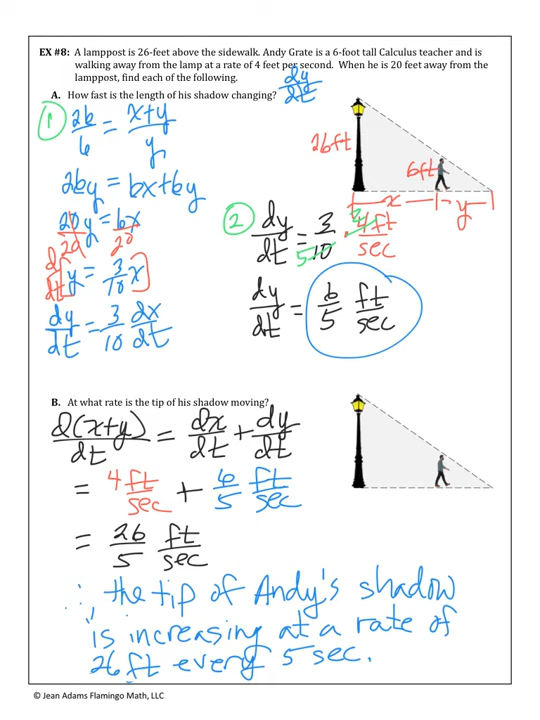 EX #8: A lamppost is 26-feet above the sidewalk. Andy Grate is a 6-foot tall Calculus teacher and is
walking away from the lamp at a rate of 4 feet per second. When he is 20 feet away from the
lamppost, find each of the following.
A. How fast is the length of his shadow changing? dy/dt
① 26/6 = x+y/y
26y = 6x+6y
20y/20 = 6x/20
d/dt [y = 3/10 x]
dy/dt = 3/10 dx/dt
26ft
6ft
x
y
② dy/dt = 3/10 · 4ft/sec
5
2
dy/dt = 6/5 ft/sec
B. At what rate is the tip of his shadow moving?
d(x+y)/dt = dx/dt + dy/dt
= 4 ft/sec + 6/5 ft/sec
= 26/5 ft/sec
∴, the tip of Andy's shadow
is increasing at a rate of
26 ft every 5 sec.
© Jean Adams Flamingo Math, LLC